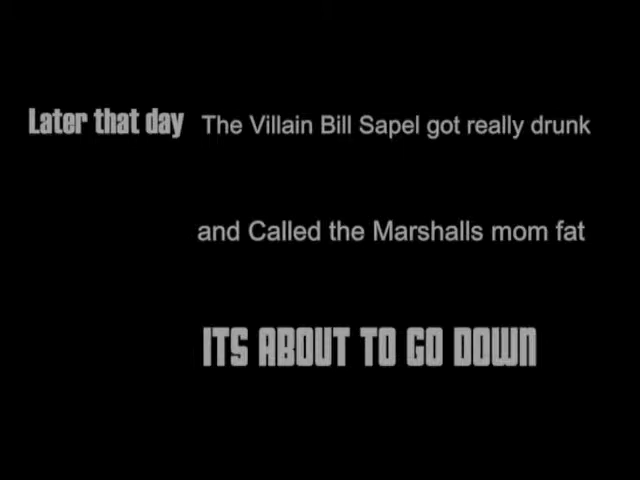 Later that day The Villain Bill Sapel got really drunk
and Called the Marshalls mom fat
ITS ABOUT TO GO DOWN